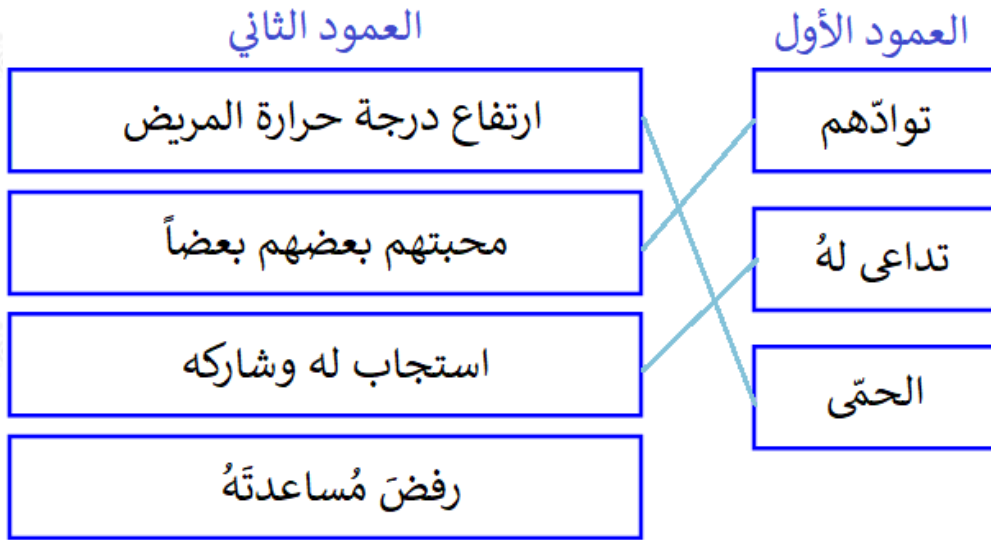 العمود الأول
العمود الثاني
توادّهم
ارتفاع درجة حرارة المريض
تداعى لهُ
محبتهم بعضهم بعضاً
الحمّى
استجاب له وشاركه
رفضَ مُساعدتَهُ